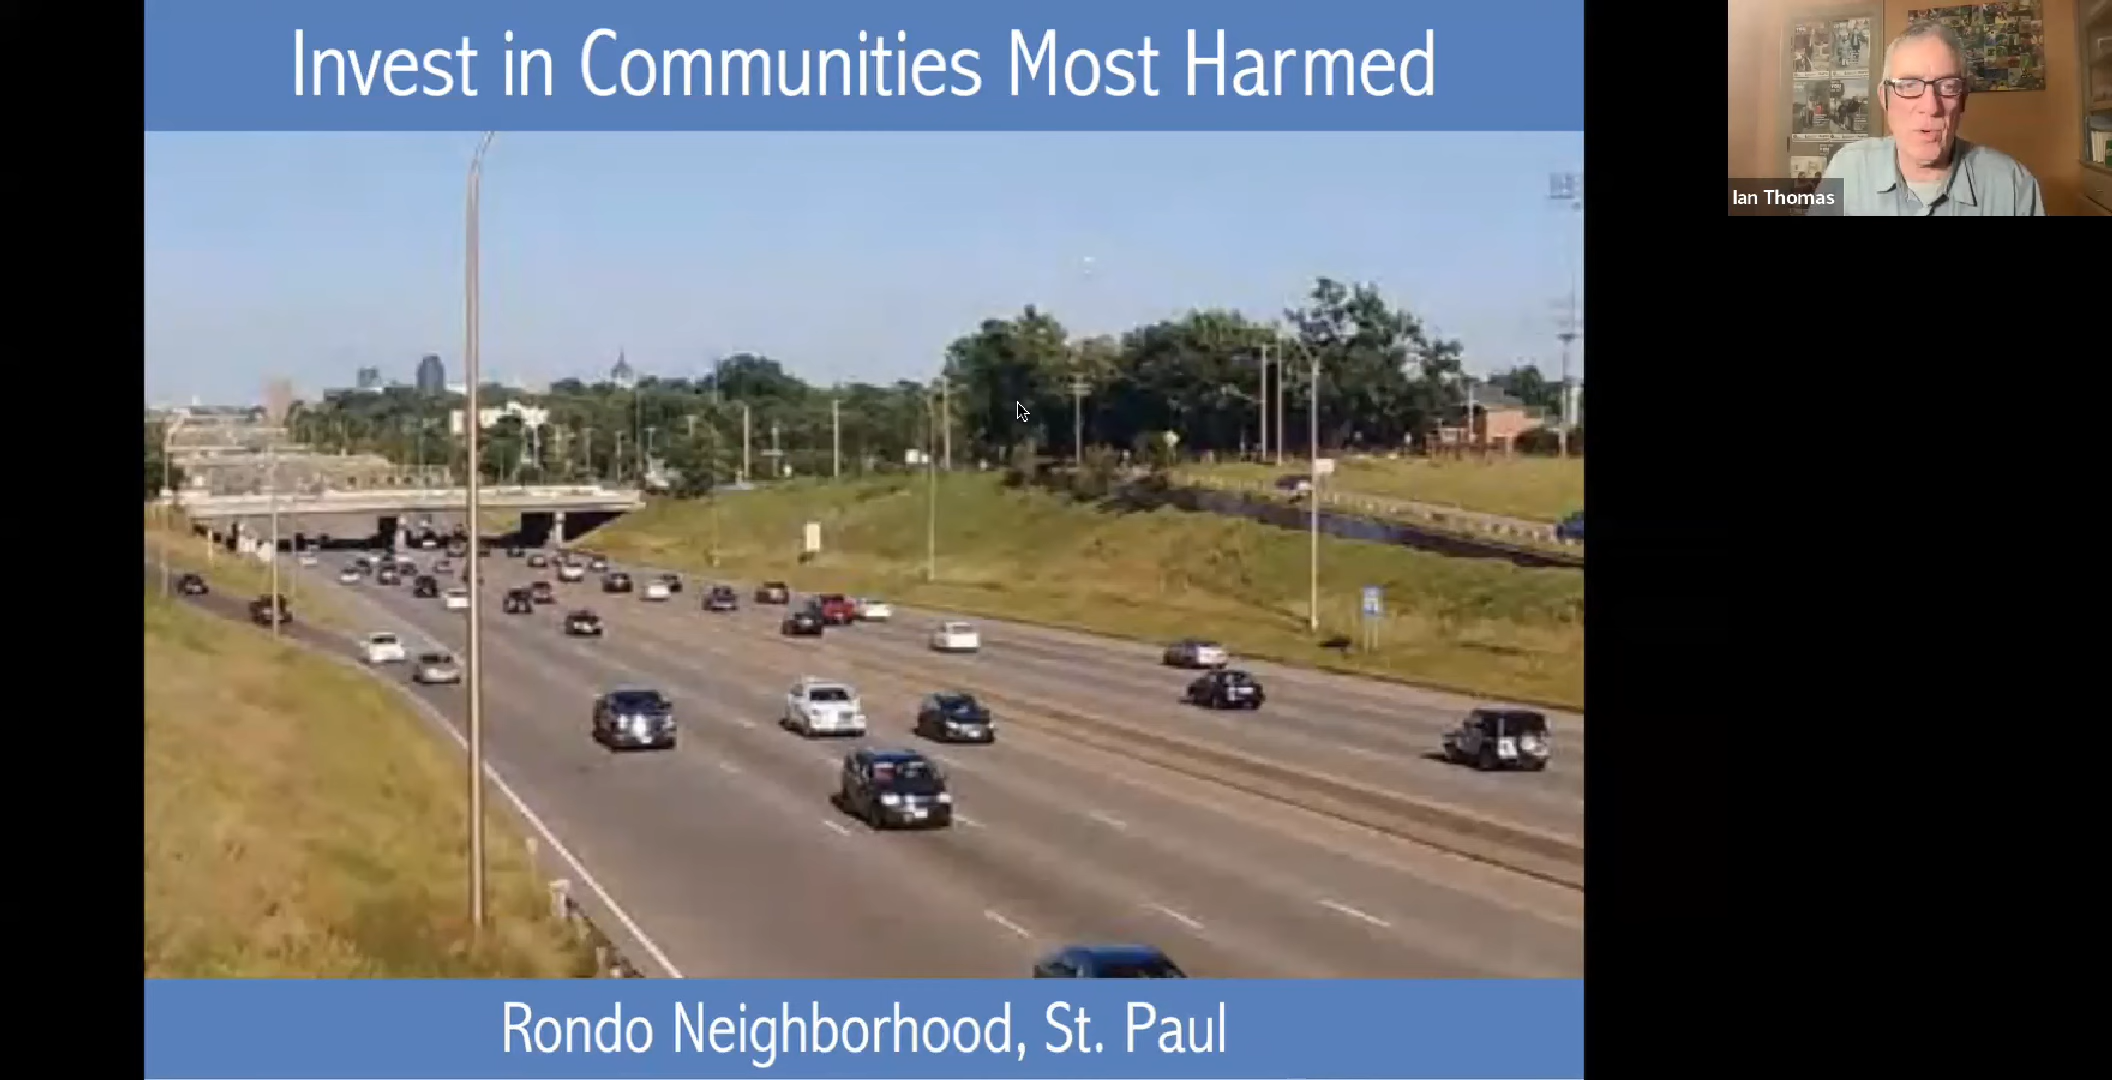 Invest in Communities Most Harmed
Ian Thomas
Rondo Neighborhood, St. Paul